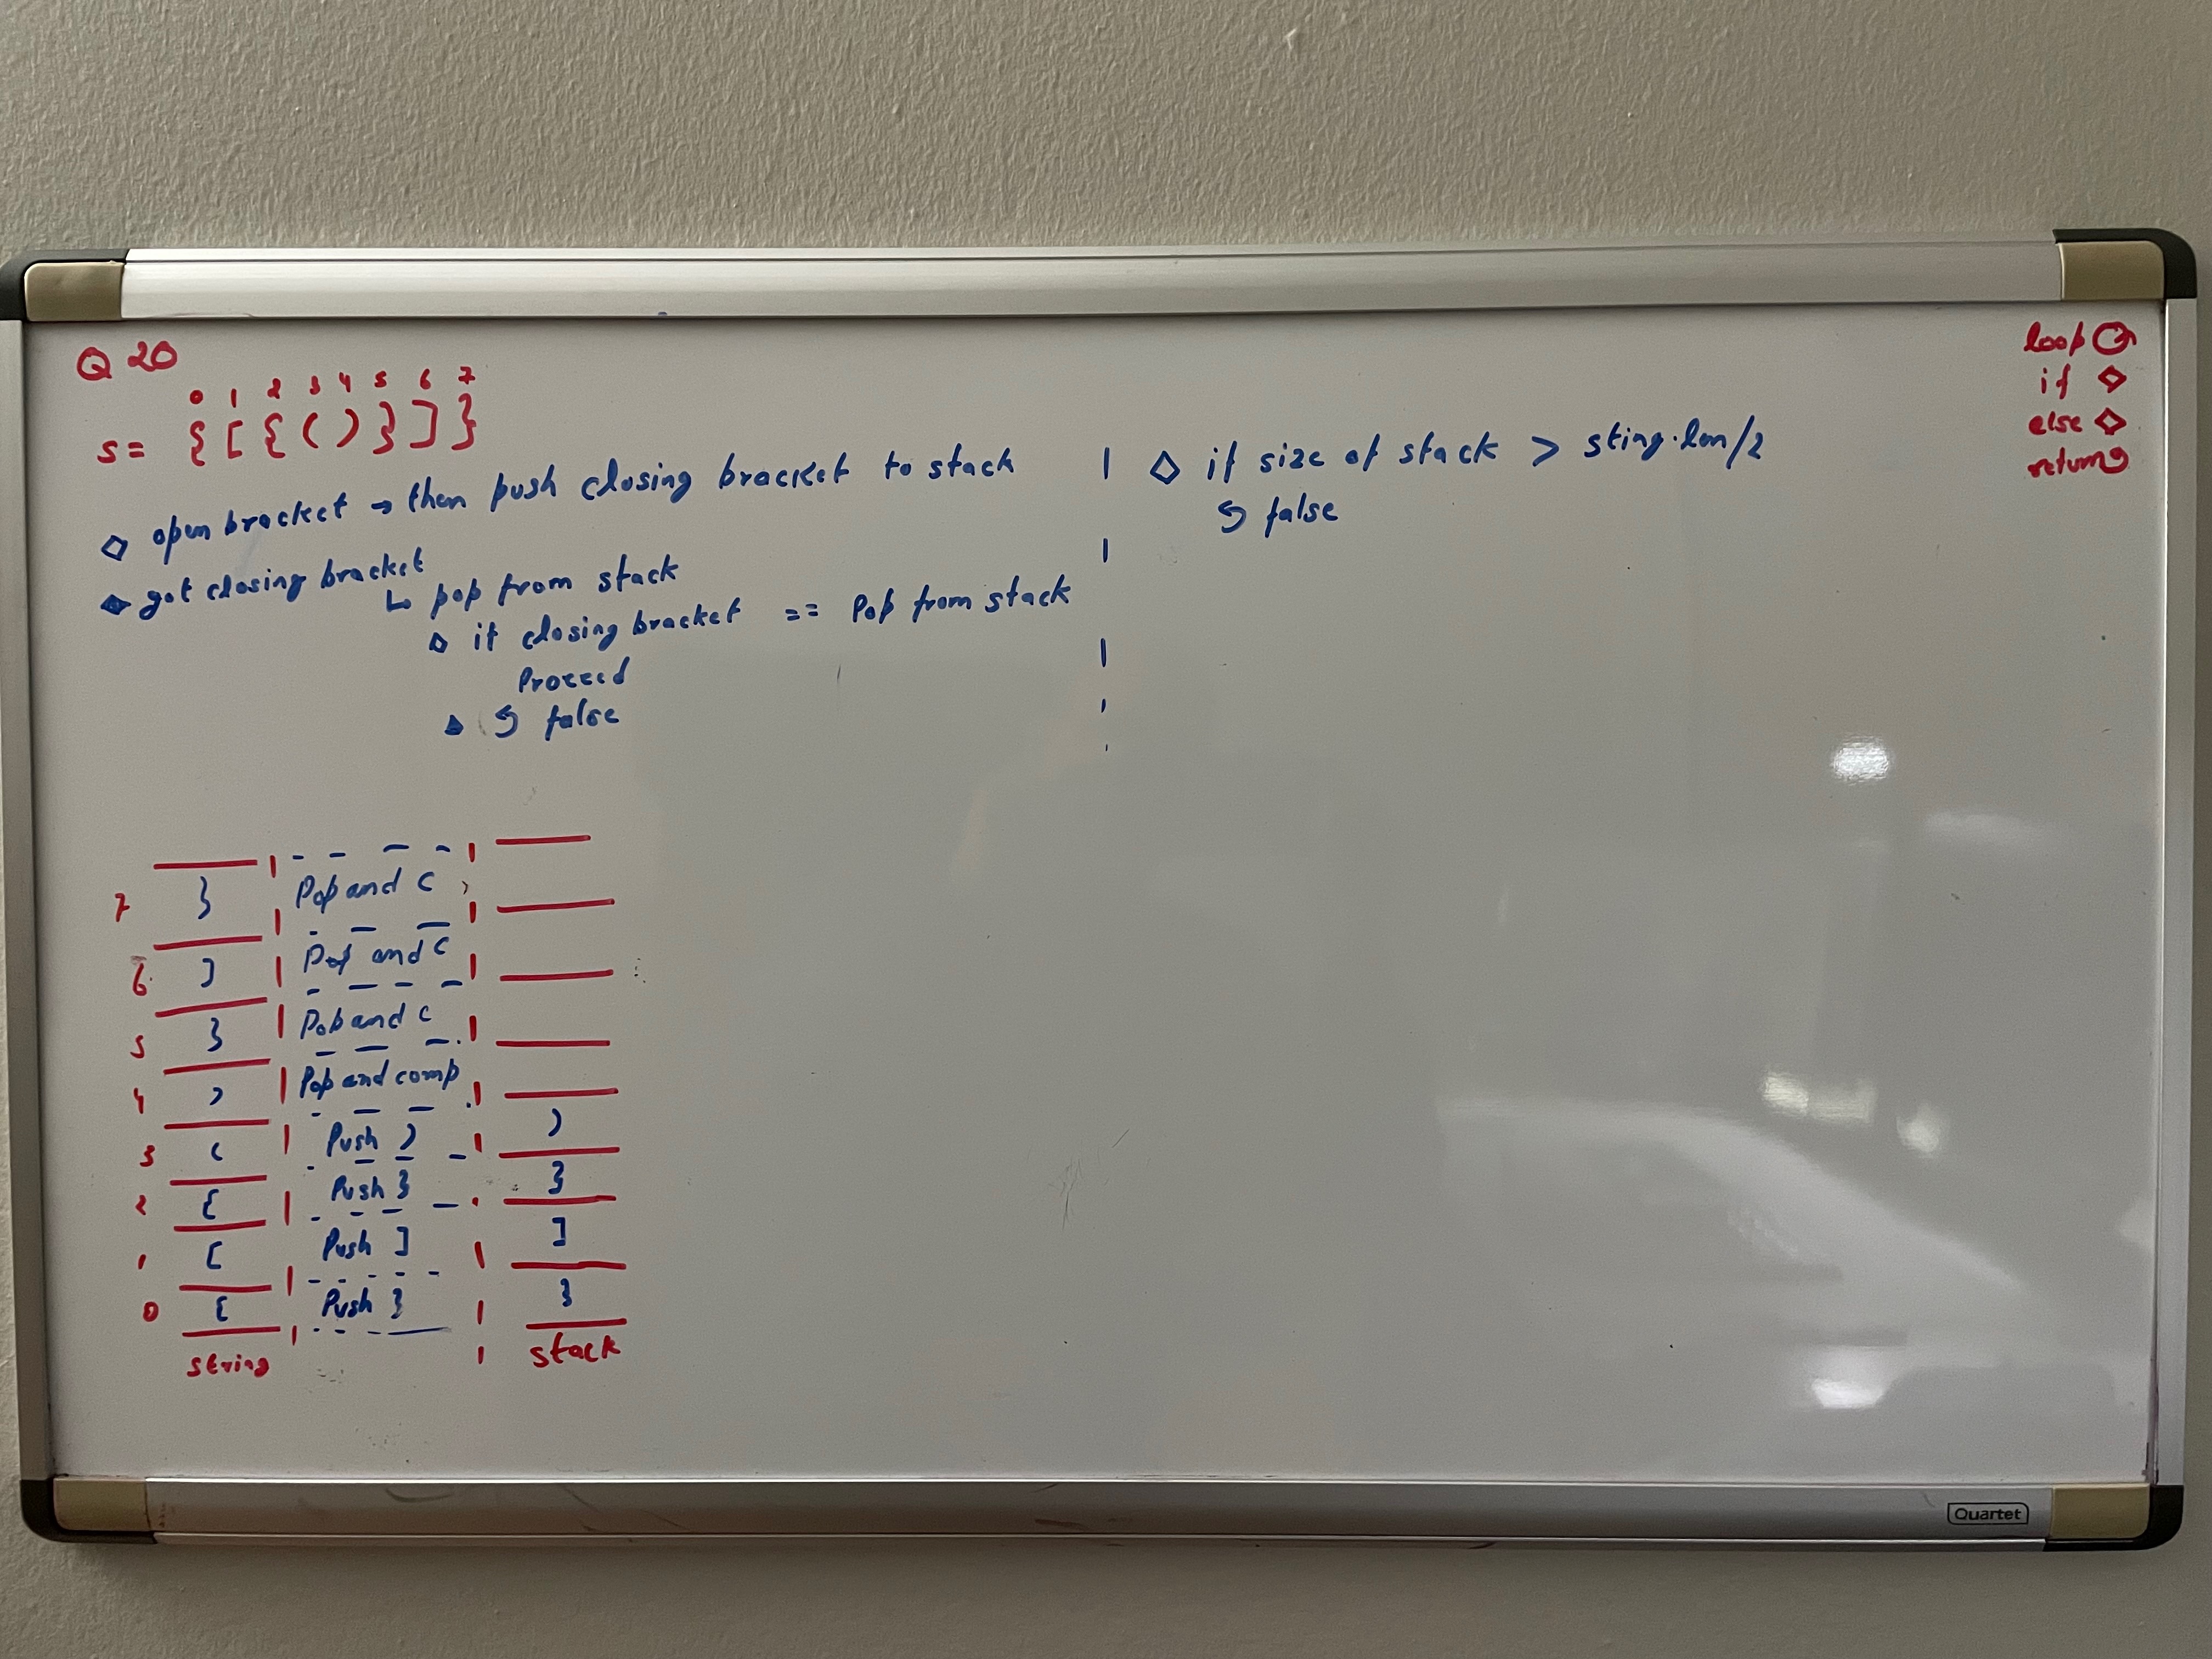 Q 20
0 1 2 3 4 5 6 7
s = { [ { ( ) } ] }
open bracket → then push closing bracket to stack
got closing bracket
↳ pop from stack
if closing bracket == Pop from stack
Proceed
false
if size of stack > sting.len/2
false
loop
if
else
return
7 } Pop and C
6 ] Pop and C
5 } Pob and C
4 ) Pop and comp
3 ( Push ) )
2 { Push } }
1 [ Push ] ]
0 { Push } }
string stack
Quartet